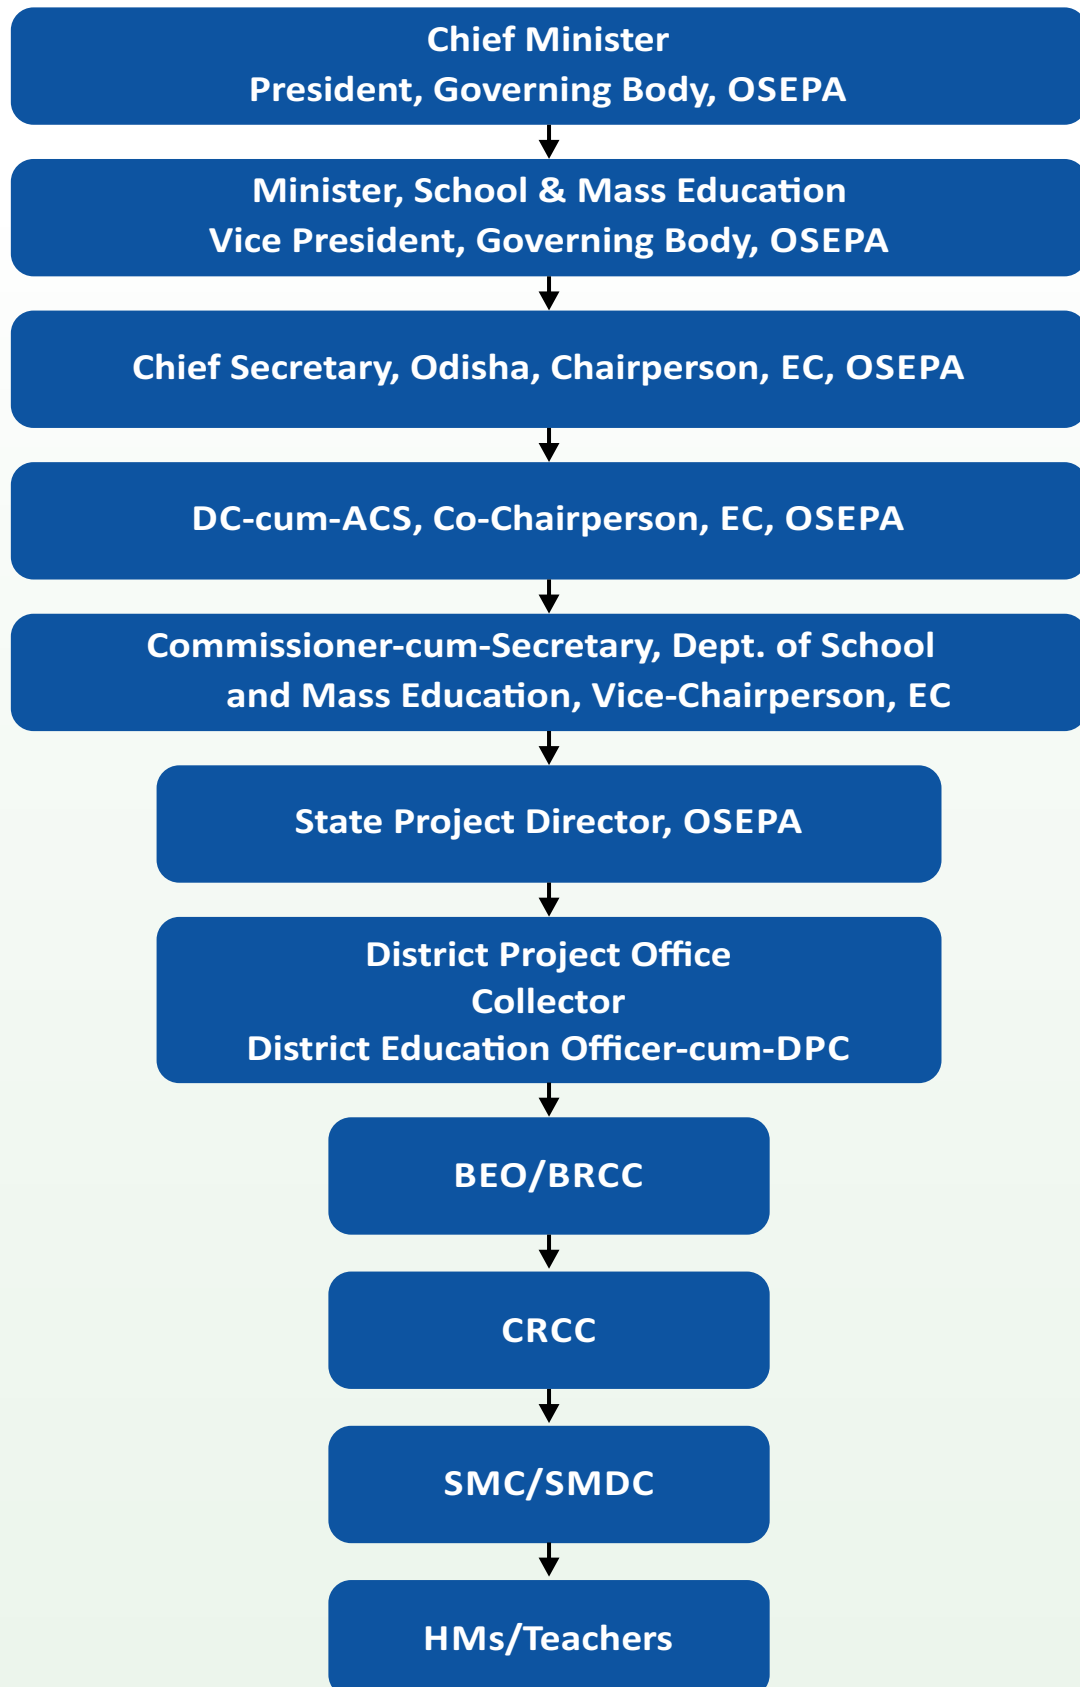 Chief Minister
President, Governing Body, OSEPA
Minister, School & Mass Education
Vice President, Governing Body, OSEPA
Chief Secretary, Odisha, Chairperson, EC, OSEPA
DC-cum-ACS, Co-Chairperson, EC, OSEPA
Commissioner-cum-Secretary, Dept. of School
and Mass Education, Vice-Chairperson, EC
State Project Director, OSEPA
District Project Office
Collector
District Education Officer-cum-DPC
BEO/BRCC
CRCC
SMC/SMDC
HMs/Teachers